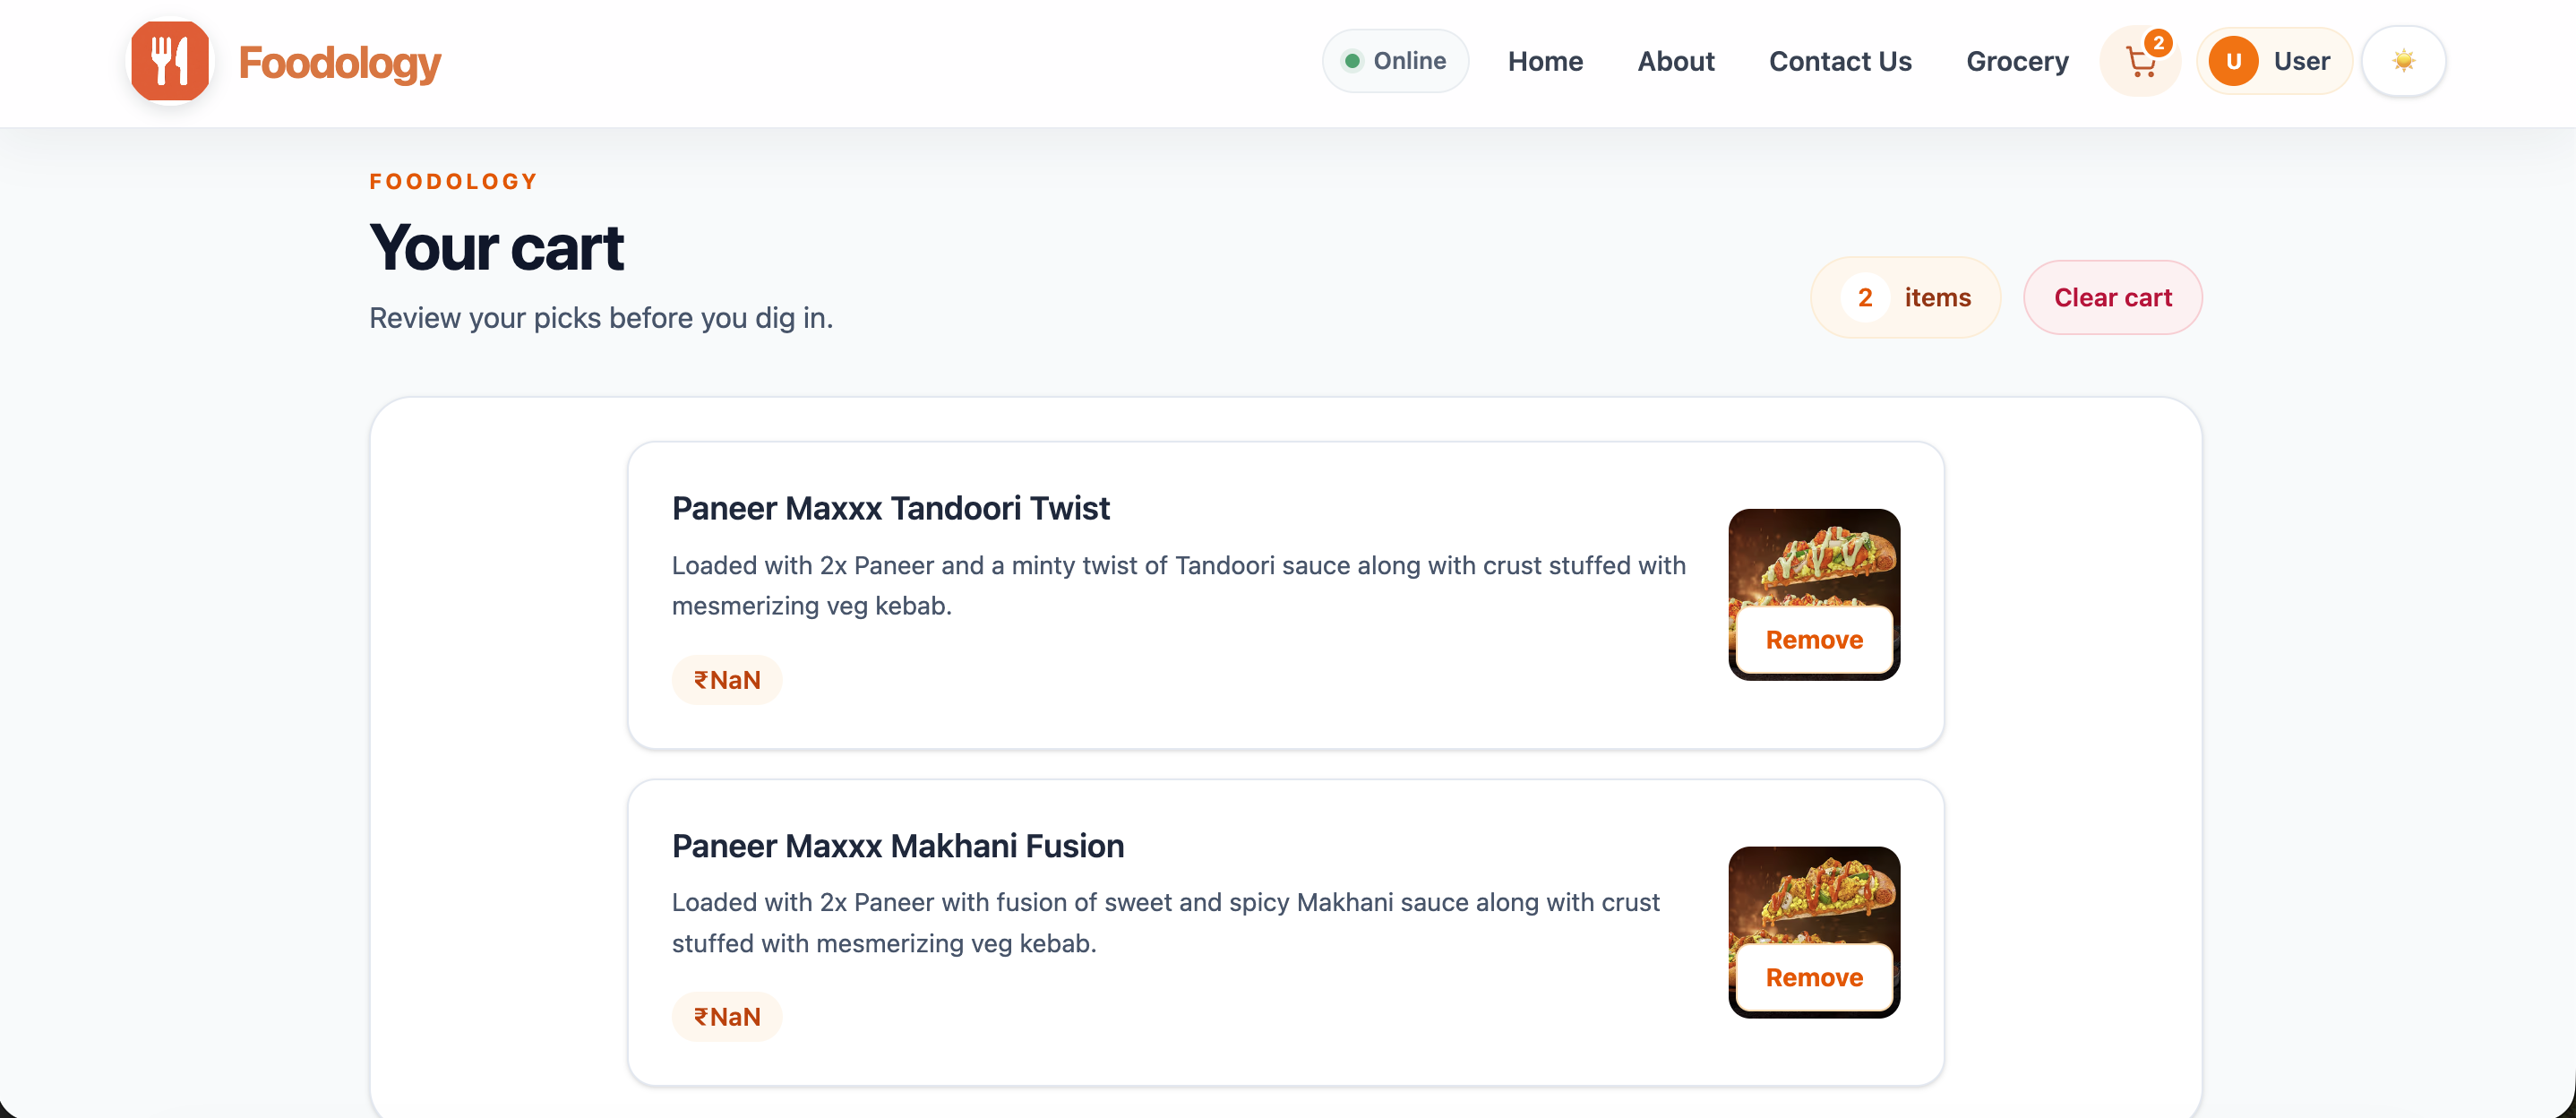 Foodology
Online
Home
About
Contact Us
Grocery
2
U
User
FOODOLOGY
Your cart
Review your picks before you dig in.
2 items
Clear cart
Paneer Maxxx Tandoori Twist
Loaded with 2x Paneer and a minty twist of Tandoori sauce along with crust stuffed with
mesmerizing veg kebab.
₹NaN
Remove
Paneer Maxxx Makhani Fusion
Loaded with 2x Paneer with fusion of sweet and spicy Makhani sauce along with crust
stuffed with mesmerizing veg kebab.
₹NaN
Remove